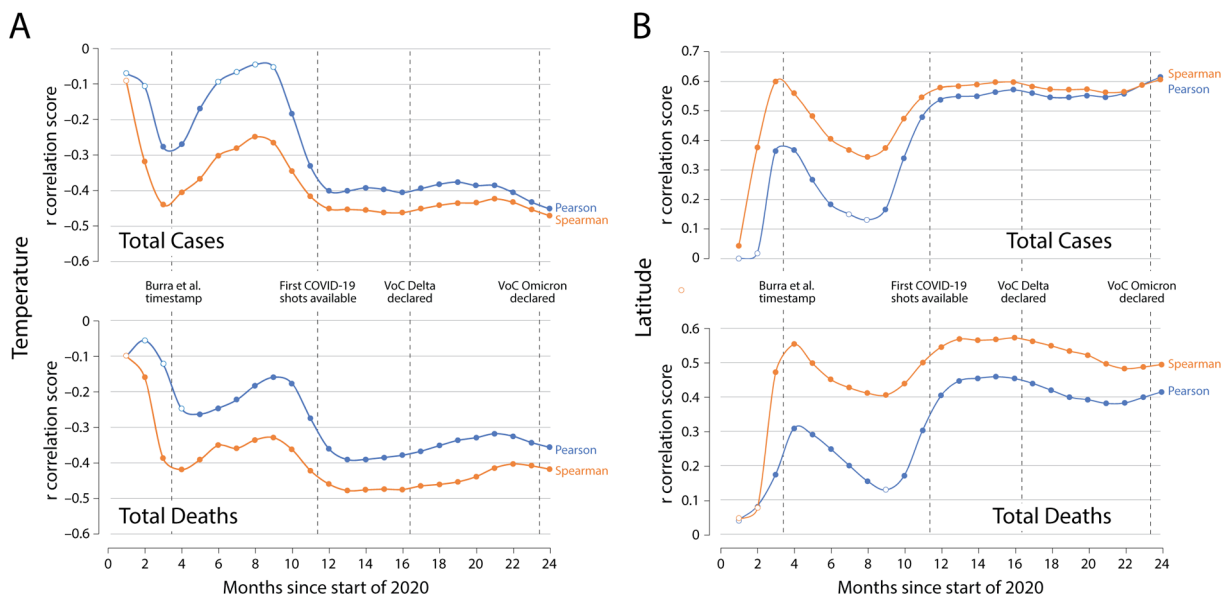 A
B
0
–0.1
–0.2
–0.3
–0.4
–0.5
–0.6
r correlation score
Total Cases
Pearson
Spearman
Temperature
Burra et al.
timestamp
First COVID-19
shots available
VoC Delta
declared
VoC Omicron
declared
0
–0.1
–0.2
–0.3
–0.4
–0.5
–0.6
r correlation score
Total Deaths
Pearson
Spearman
0 2 4 6 8 10 12 14 16 18 20 22 24
Months since start of 2020
0.7
0.6
0.5
0.4
0.3
0.2
0.1
0
r correlation score
Total Cases
Spearman
Pearson
Latitude
Burra et al.
timestamp
First COVID-19
shots available
VoC Delta
declared
VoC Omicron
declared
0.6
0.5
0.4
0.3
0.2
0.1
0
r correlation score
Total Deaths
Spearman
Pearson
0 2 4 6 8 10 12 14 16 18 20 22 24
Months since start of 2020